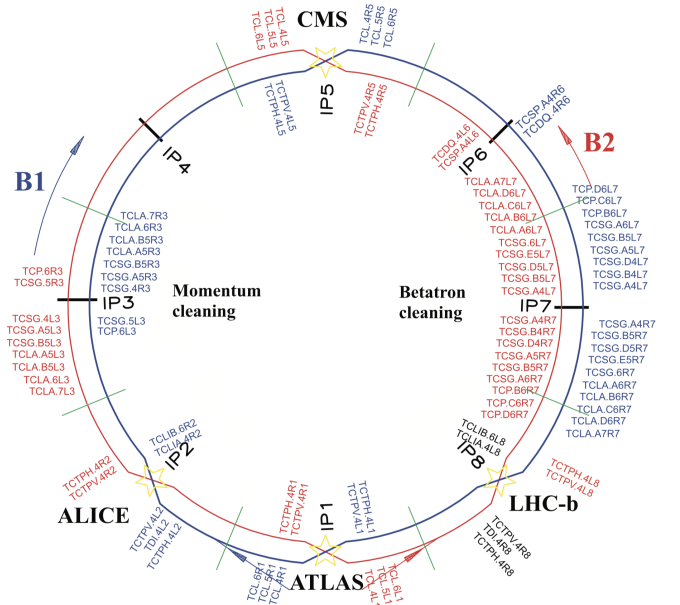 CMS
TCL.4L5
TCL.5L5
TCL.6L5
TCL.4R5
TCL.5R5
TCL.6R5
IP5
TCTPV.4L5
TCTPH.4L5
TCTPV.4R5
TCTPH.4R5
IP4
B1
TCSP.A4R6
TCDQ.4R6
TCDQ.4L6
TCSP.A4L6
IP6
B2
TCLA.A7L7
TCLA.D6L7
TCLA.C6L7
TCLA.B6L7
TCLA.A6L7
TCSG.6L7
TCSG.E5L7
TCSG.D5L7
TCSG.B5L7
TCSG.A4L7
TCP.D6L7
TCP.C6L7
TCP.B6L7
TCSG.A6L7
TCSG.B5L7
TCSG.A5L7
TCSG.D4L7
TCSG.B4L7
TCSG.A4L7
TCLA.7R3
TCLA.6R3
TCLA.B5R3
TCLA.A5R3
TCSG.B5R3
TCSG.A5R3
TCSG.4R3
TCP.6R3
TCSG.5R3
IP3
Momentum
cleaning
Betatron
cleaning
IP7
TCSG.5L3
TCP.6L3
TCSG.4L3
TCSG.A5L3
TCSG.B5L3
TCLA.A5L3
TCLA.B5L3
TCLA.6L3
TCLA.7L3
TCSG.A4R7
TCSG.B4R7
TCSG.D4R7
TCSG.A5R7
TCSG.B5R7
TCSG.A6R7
TCP.B6R7
TCP.C6R7
TCP.D6R7
TCSG.A4R7
TCSG.B5R7
TCSG.D5R7
TCSG.E5R7
TCSG.6R7
TCLA.A6R7
TCLA.B6R7
TCLA.C6R7
TCLA.D6R7
TCLA.A7R7
TCLIB.6R2
TCLIA.4R2
IP2
TCTPH.4R2
TCTPV.4R2
ALICE
TCTPV.4L2
TDI.4L2
TCTPH.4L2
TCLIB.6L8
TCLIA.4L8
IP8
TCTPH.4L8
TCTPV.4L8
LHC-b
TCTPV.4R8
TDI.4R8
TCTPH.4R8
TCTPH.4R1
TCTPV.4R1
IP1
TCTPH.4L1
TCTPV.4L1
TCL.6R1
TCL.5R1
TCL.4R1
ATLAS
TCL.6L1
TCL.5L1